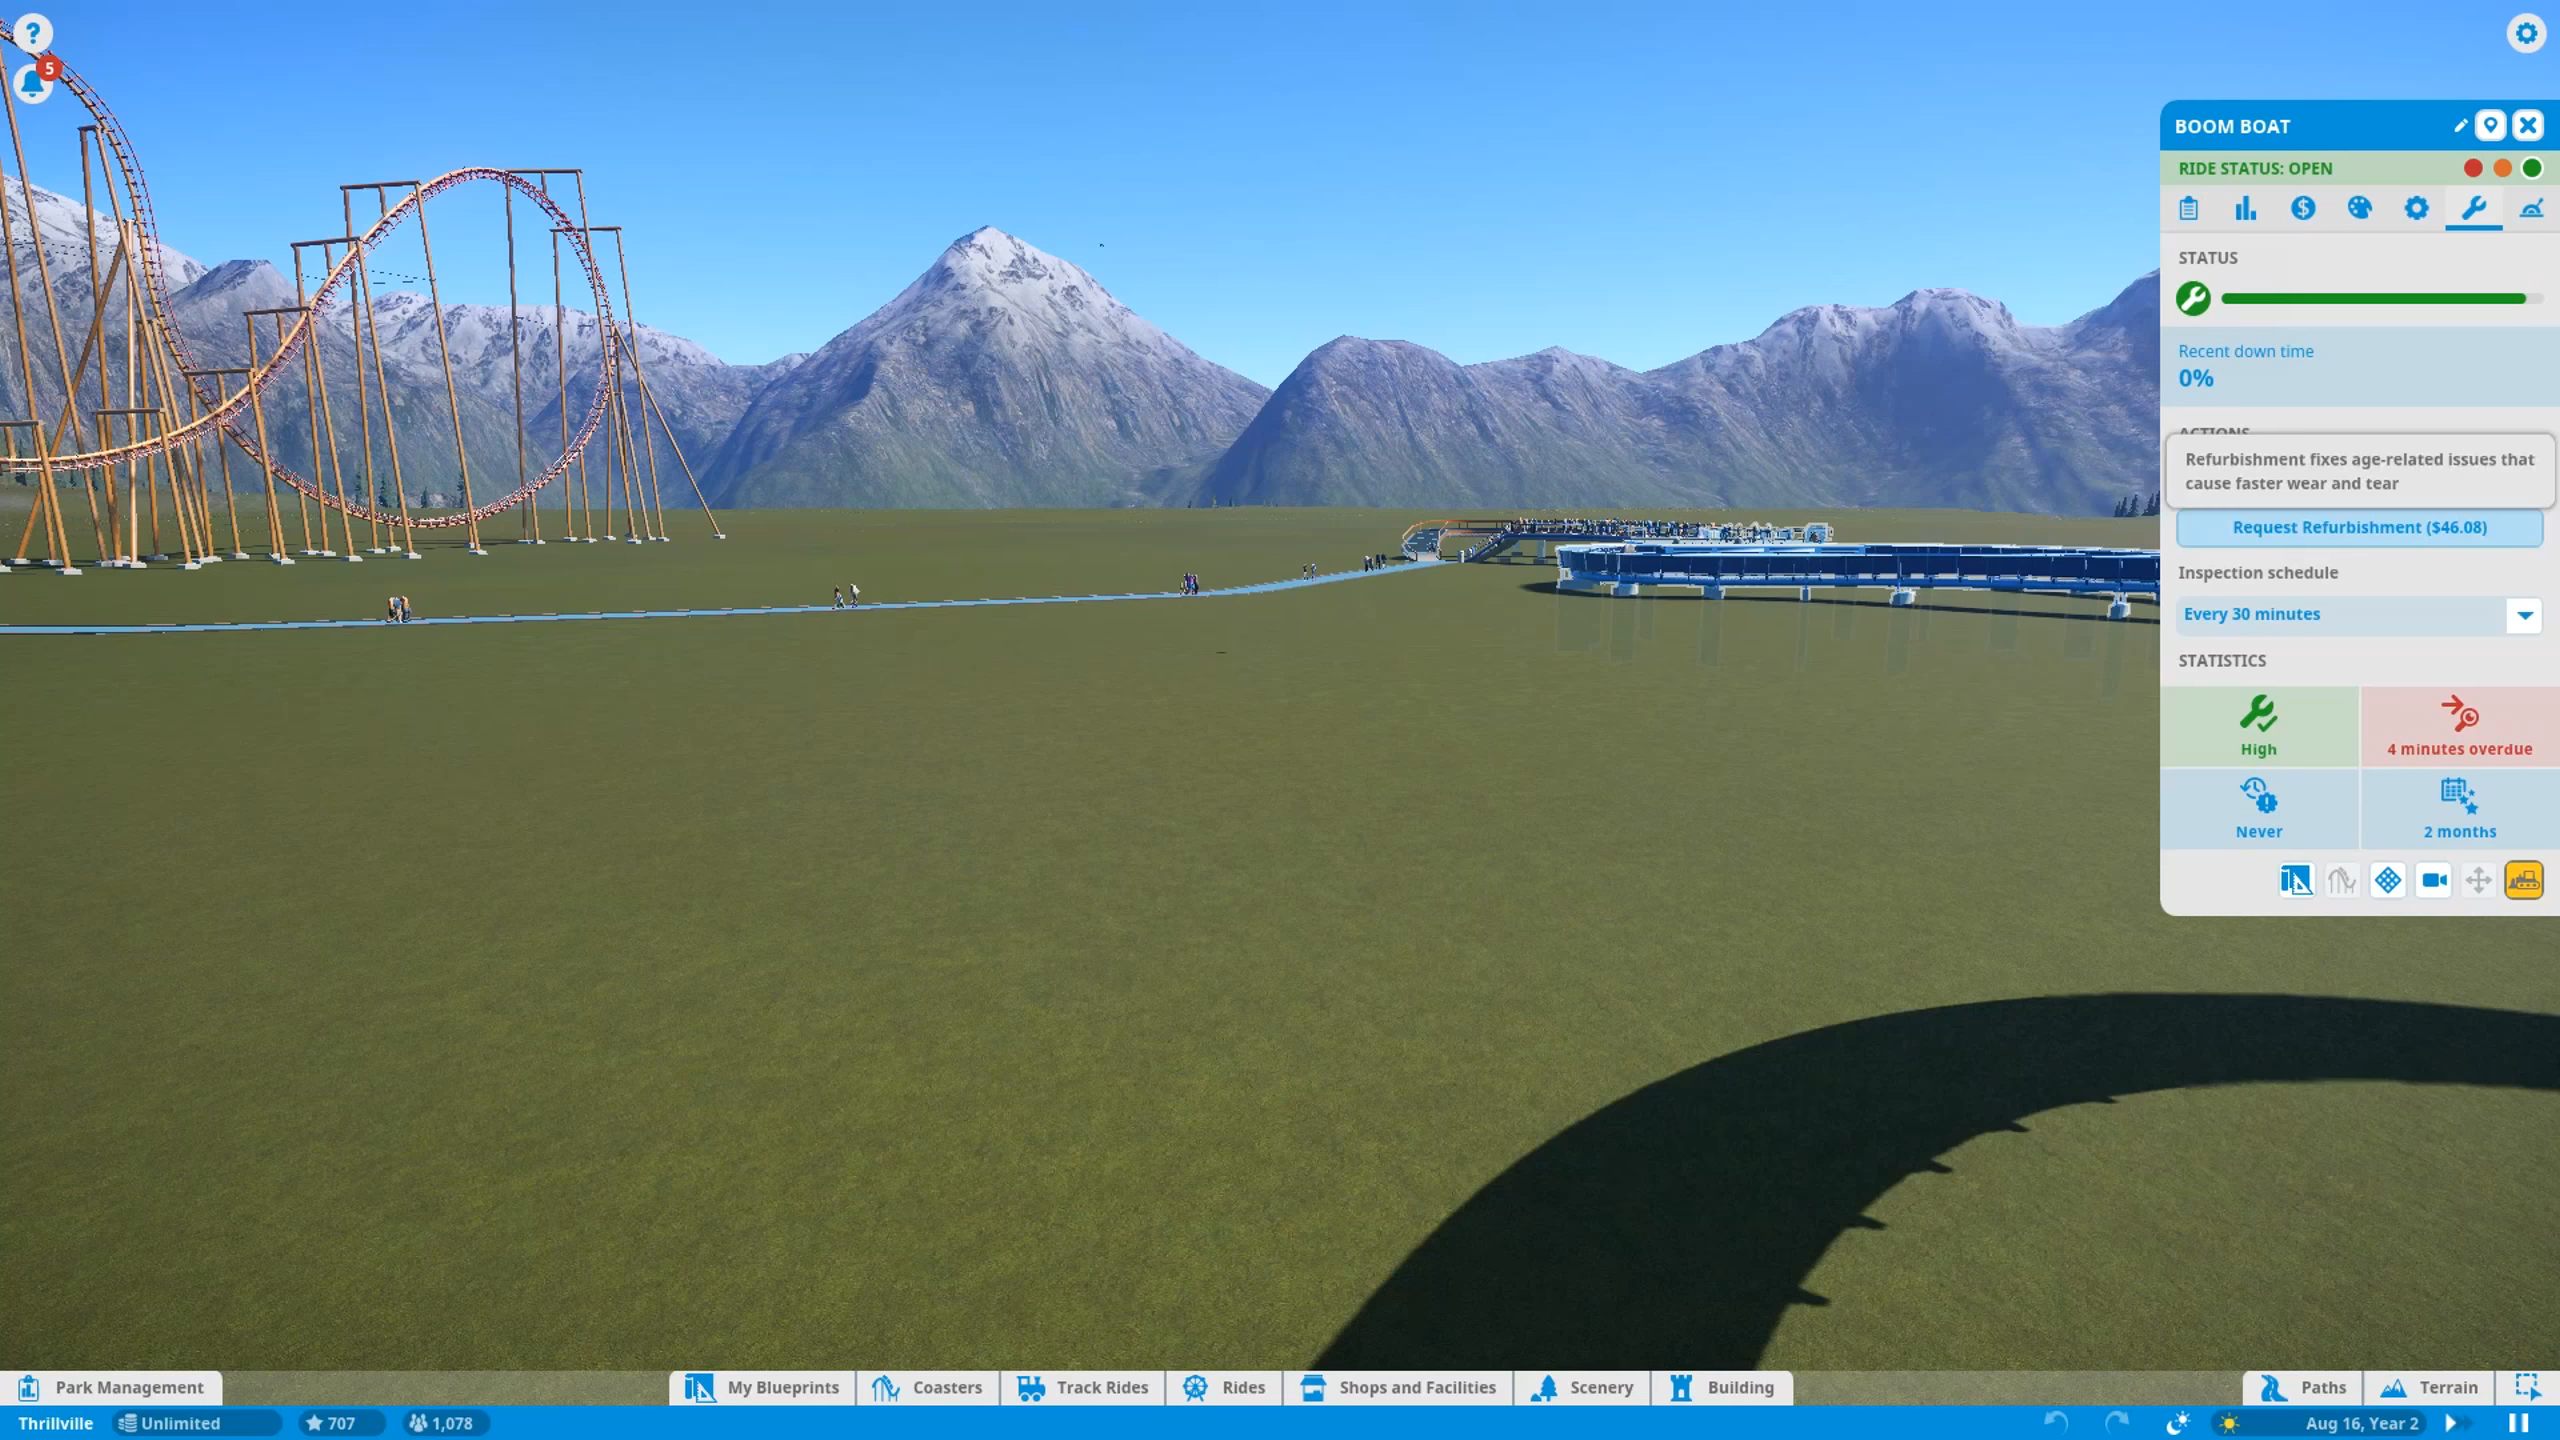 ?
5
BOOM BOAT
RIDE STATUS: OPEN
STATUS
Recent down time
0%
ACTIONS
Refurbishment fixes age-related issues that
cause faster wear and tear
Request Refurbishment ($46.08)
Inspection schedule
Every 30 minutes
STATISTICS
High
4 minutes overdue
Never
2 months
Park Management
My Blueprints
Coasters
Track Rides
Rides
Shops and Facilities
Scenery
Building
Paths
Terrain
Thrillville
Unlimited
707
1,078
Aug 16, Year 2